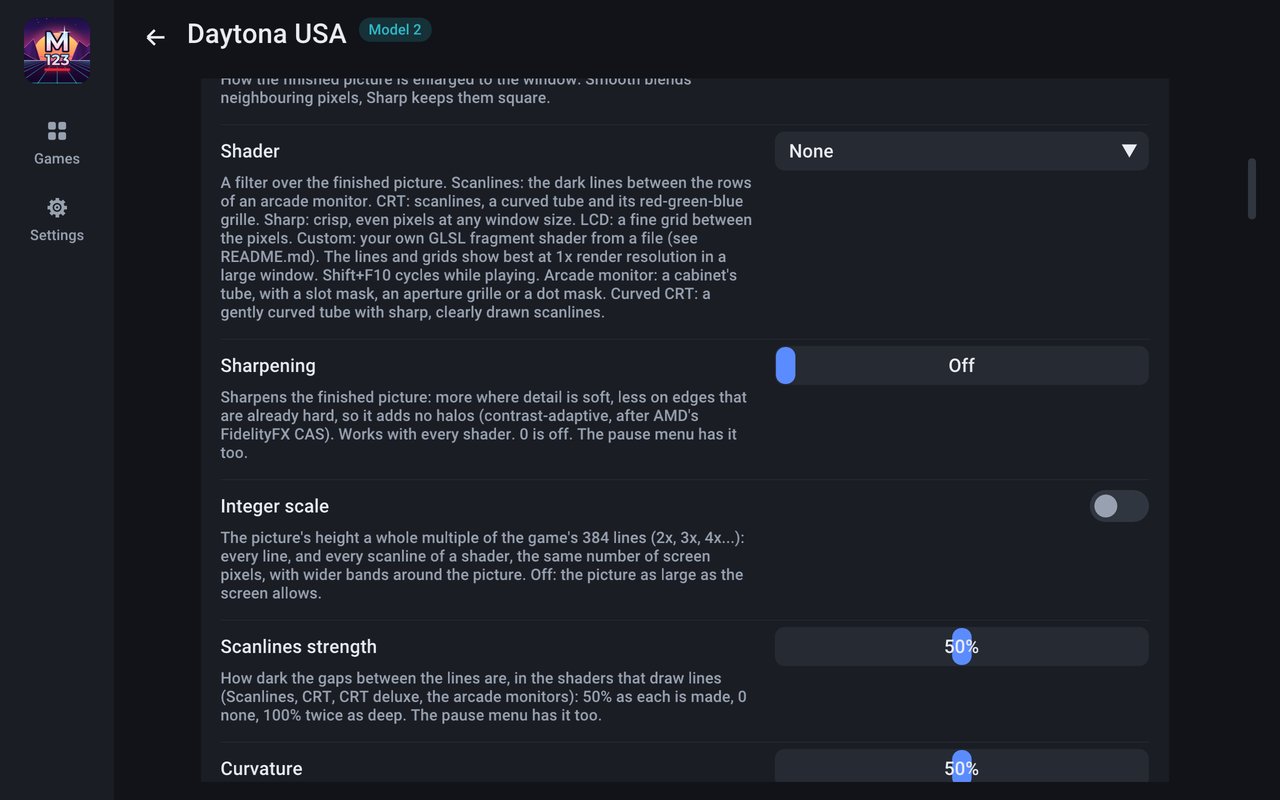 M
123
Games
Settings
Daytona USA
Model 2
How the finished picture is enlarged to the window. Smooth blends
neighbouring pixels, Sharp keeps them square.
Shader
None
A filter over the finished picture. Scanlines: the dark lines between the rows
of an arcade monitor. CRT: scanlines, a curved tube and its red-green-blue
grille. Sharp: crisp, even pixels at any window size. LCD: a fine grid between
the pixels. Custom: your own GLSL fragment shader from a file (see
README.md). The lines and grids show best at 1x render resolution in a
large window. Shift+F10 cycles while playing. Arcade monitor: a cabinet's
tube, with a slot mask, an aperture grille or a dot mask. Curved CRT: a
gently curved tube with sharp, clearly drawn scanlines.
Sharpening
Off
Sharpens the finished picture: more where detail is soft, less on edges that
are already hard, so it adds no halos (contrast-adaptive, after AMD's
FidelityFX CAS). Works with every shader. 0 is off. The pause menu has it
too.
Integer scale
The picture's height a whole multiple of the game's 384 lines (2x, 3x, 4x...):
every line, and every scanline of a shader, the same number of screen
pixels, with wider bands around the picture. Off: the picture as large as the
screen allows.
Scanlines strength
50%
How dark the gaps between the lines are, in the shaders that draw lines
(Scanlines, CRT, CRT deluxe, the arcade monitors): 50% as each is made, 0
none, 100% twice as deep. The pause menu has it too.
Curvature
50%